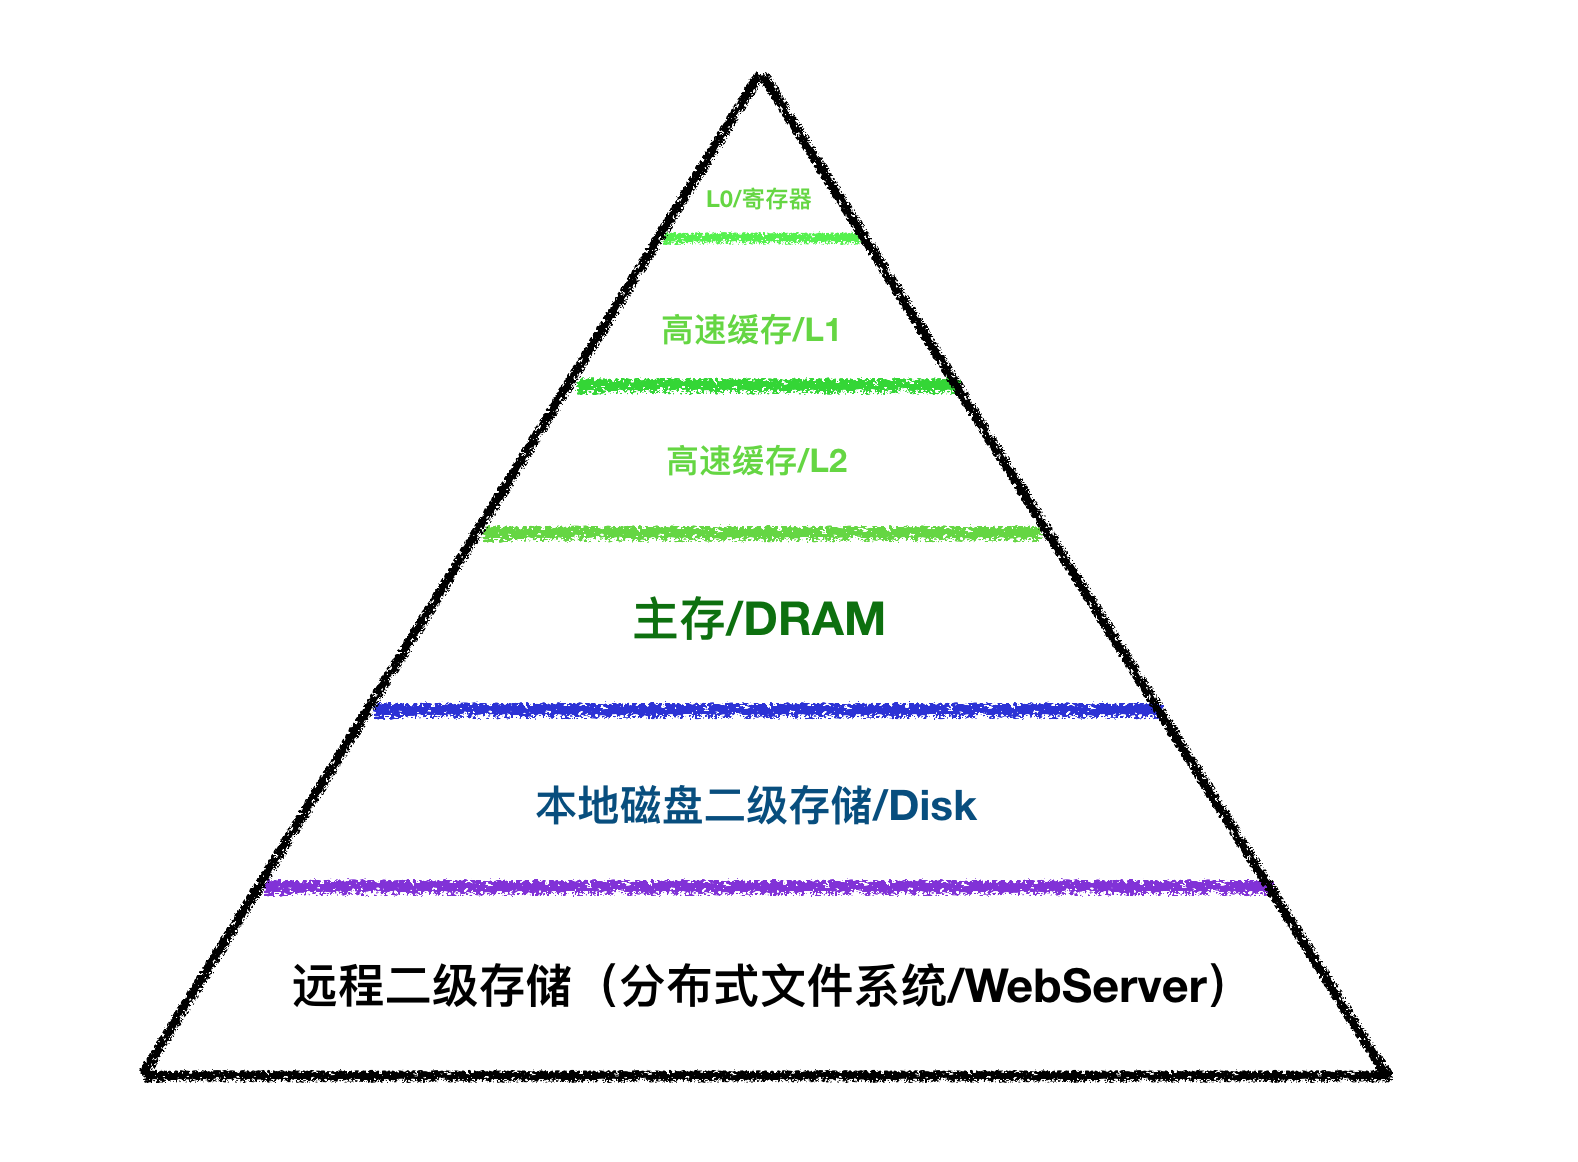 L0/寄存器
高速缓存/L1
高速缓存/L2
主存/DRAM
本地磁盘二级存储/Disk
远程二级存储（分布式文件系统/WebServer）